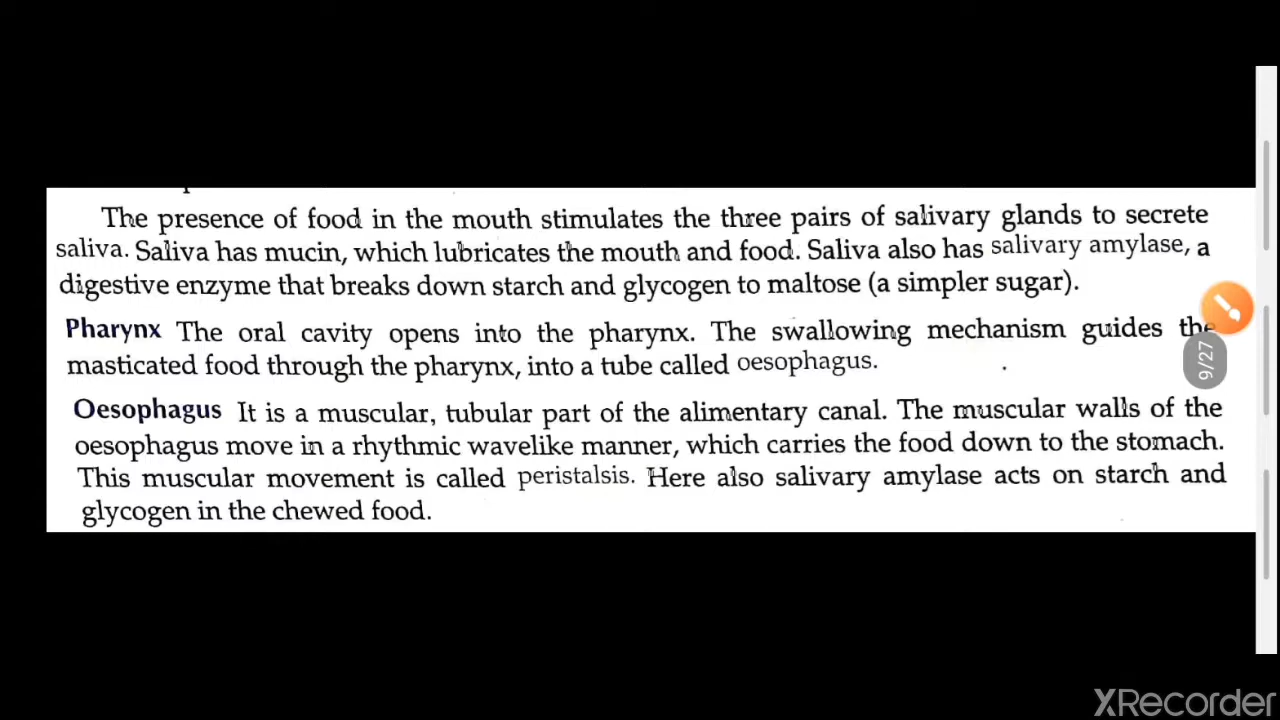 The presence of food in the mouth stimulates the three pairs of salivary glands to secrete
saliva. Saliva has mucin, which lubricates the mouth and food. Saliva also has salivary amylase, a
digestive enzyme that breaks down starch and glycogen to maltose (a simpler sugar).
Pharynx The oral cavity opens into the pharynx. The swallowing mechanism guides the
masticated food through the pharynx, into a tube called oesophagus.
9/27
Oesophagus It is a muscular, tubular part of the alimentary canal. The muscular walls of the
oesophagus move in a rhythmic wavelike manner, which carries the food down to the stomach.
This muscular movement is called peristalsis. Here also salivary amylase acts on starch and
glycogen in the chewed food.
XRecorder